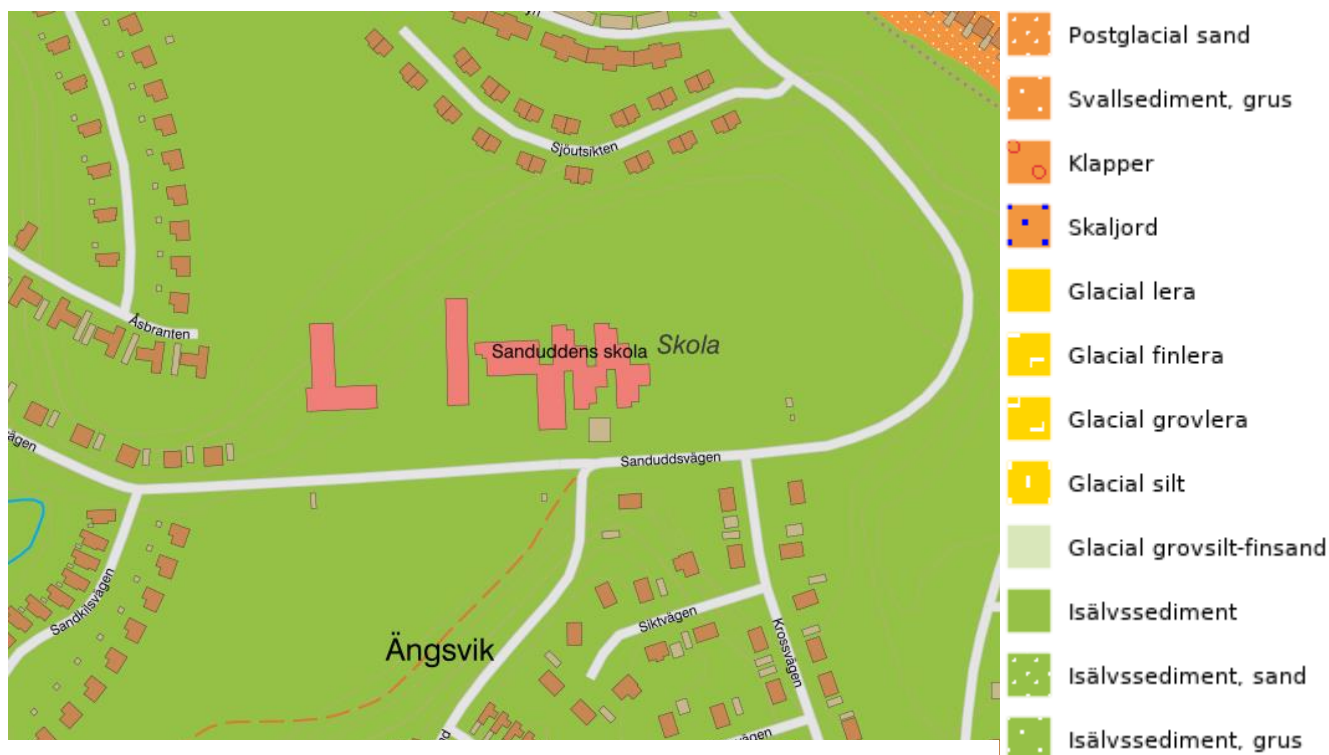 Sjöutsikten
Åsbranten
Sanduddens skola
Skola
Sanduddsvägen
Sandkilsvägen
Siktvägen
Krossvägen
Ängsvik
Postglacial sand
Svallsediment, grus
Klapper
Skaljord
Glacial lera
Glacial finlera
Glacial grovlera
Glacial silt
Glacial grovsilt-finsand
Isälvssediment
Isälvssediment, sand
Isälvssediment, grus